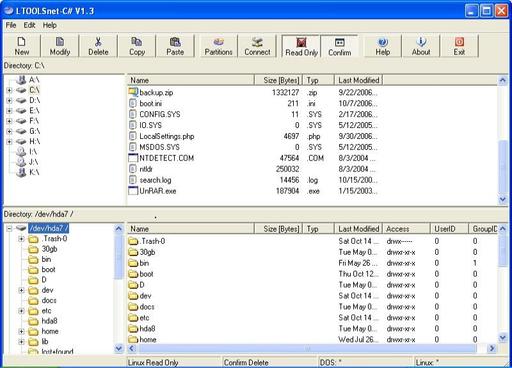 LTOOLSnet-C# V1.3
File Edit Help
New Modify Delete Copy Paste Partitions Connect Read Only Confirm Help About Exit
Directory: C:\
A:\
C:\
D:\
E:\
F:\
G:\
H:\
I:\
J:\
K:\
Name Size [Bytes] Typ Last Modified
backup.zip 1332127 .zip 9/22/2006...
boot.ini 211 .ini 10/7/2006...
CONFIG.SYS 11 .SYS 2/17/2006...
IO.SYS 0 .SYS 5/12/2005...
LocalSettings.php 4697 .php 9/30/2006...
MSDOS.SYS 0 .SYS 5/12/2005...
NTDETECT.COM 47564 .COM 8/3/2004 ...
ntldr 250032 8/3/2004 ...
search.log 14456 .log 10/15/200...
UnRAR.exe 187904 .exe 1/15/2003...
Directory: /dev/hda7 /
/dev/hda7 /
.Trash-0
30gb
bin
boot
D
dev
docs
etc
hda8
home
lib
lost+found
Name Size [Bytes] Typ Last Modified Access UserID GroupID
.Trash-0 Sat Oct 14 ... drwx------ 0 0
30gb Tue May 0... drwxr-xr-x 0 0
bin Fri May 26 ... drwxr-xr-x 0 1
boot Thu Oct 12... drwxr-xr-x 0 0
D Tue May 0... drwxr-xr-x 0 0
dev Sat Oct 14 ... drwxr-xr-x 0 0
docs Tue May 0... drwxr-xr-x 0 0
etc Sat Oct 14 ... drwxr-xr-x 0 0
hda8 Tue May 0... drwxr-xr-x 0 0
home Wed Jul 26... drwxr-xr-x 0 0
Linux Read Only Confirm Delete DOS: * Linux: *